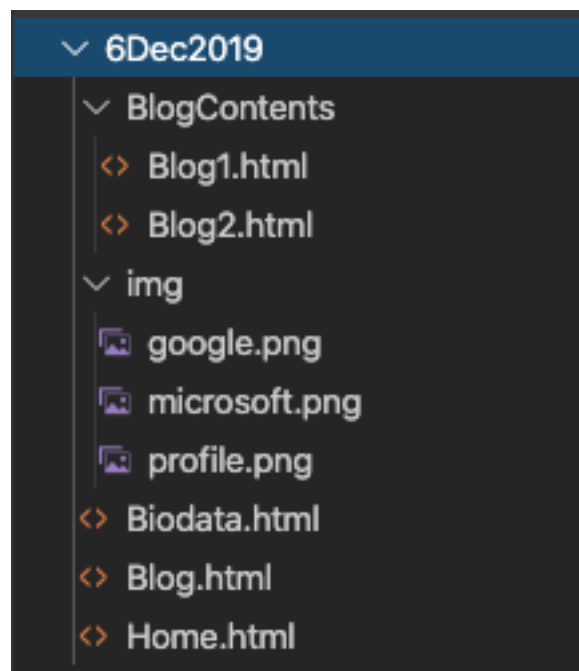 6Dec2019
BlogContents
Blog1.html
Blog2.html
img
google.png
microsoft.png
profile.png
Biodata.html
Blog.html
Home.html